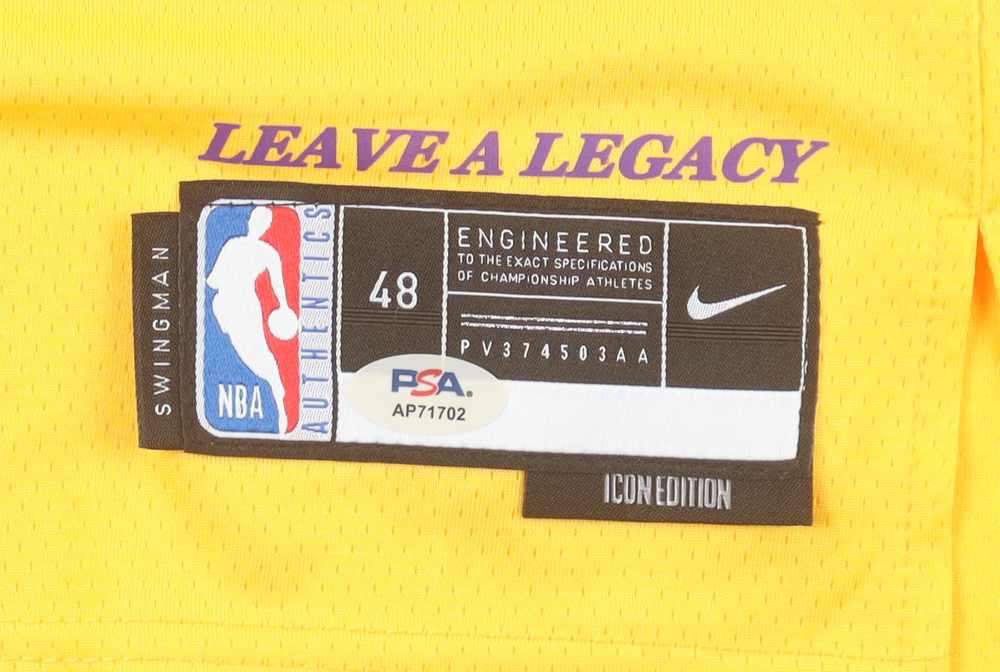 LEAVE A LEGACY
SWINGMAN
NBA
AUTHENTICS
48
ENGINEERED
TO THE EXACT SPECIFICATIONS
OF CHAMPIONSHIP ATHLETES
PV374503AA
PSA®
AP71702
ICON EDITION